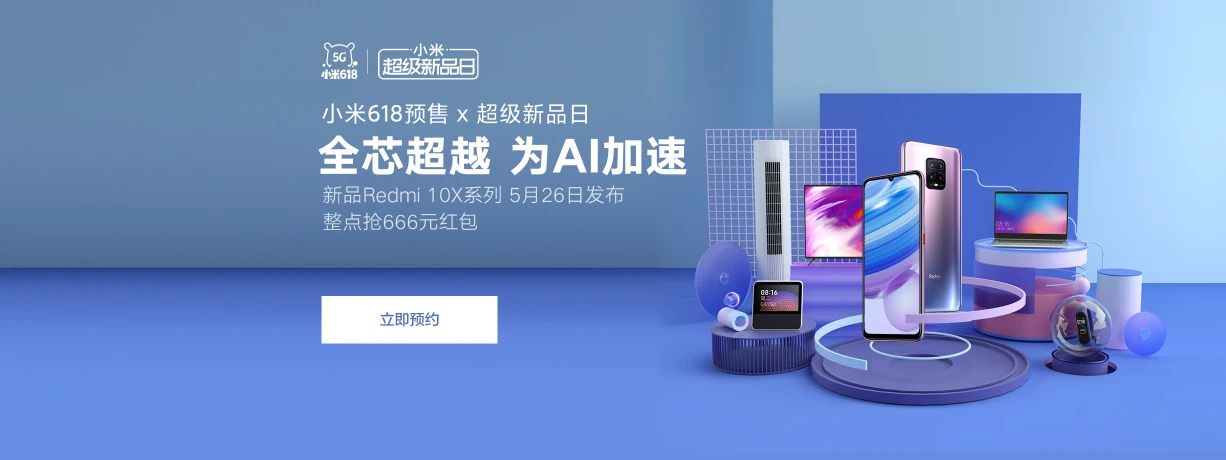 5G
小米618
小米
超级新品日
小米618预售 x 超级新品日
全芯超越 为AI加速
新品Redmi 10X系列 5月26日发布
整点抢666元红包
立即预约
Redmi
08:16
08:16